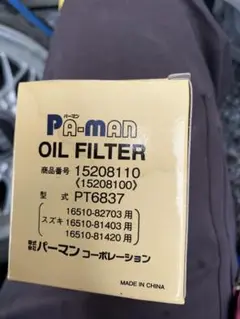 パーマン
PA-MAN
OIL FILTER
商品番号 15208110
〈15208100〉
型 式 PT6837
スズキ
16510-82703用
16510-81403用
16510-81420用
株式会社 パーマン コーポレーション
MADE IN CHINA